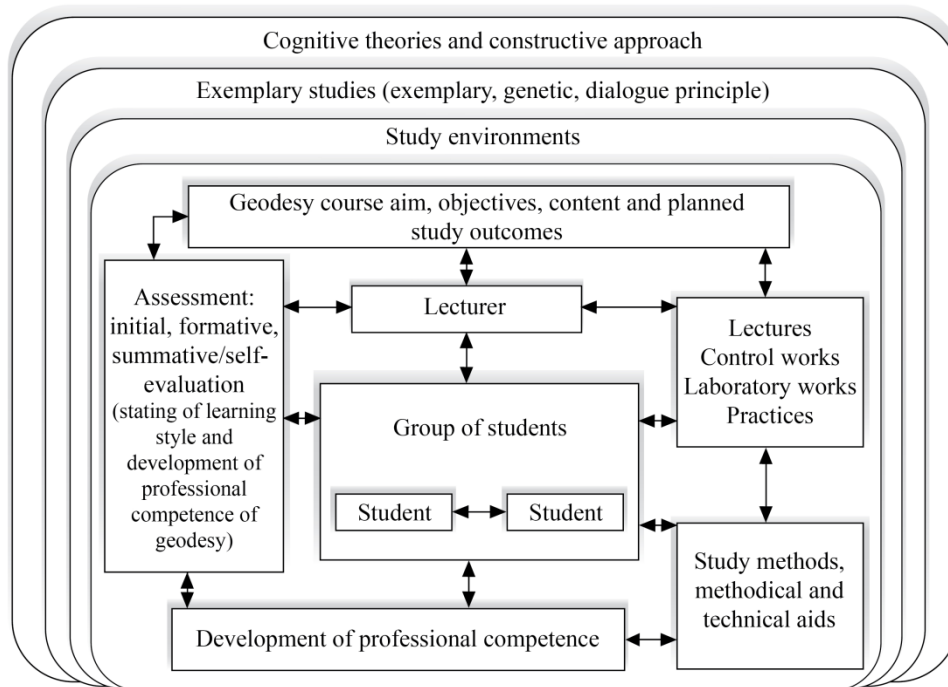 Cognitive theories and constructive approach
Exemplary studies (exemplary, genetic, dialogue principle)
Study environments
Geodesy course aim, objectives, content and planned
study outcomes
Assessment:
initial, formative,
summative/self-
evaluation
(stating of learning
style and
development of
professional
competence of
geodesy)
Lecturer
Lectures
Control works
Laboratory works
Practices
Group of students
Student
Student
Study methods,
methodical and
technical aids
Development of professional competence